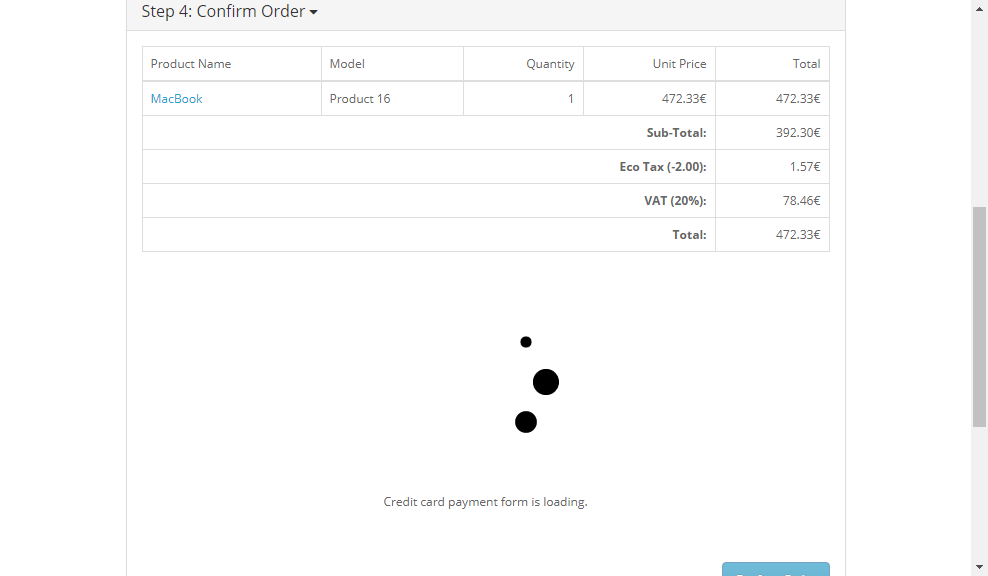 Step 4: Confirm Order
Product Name Model Quantity Unit Price Total
MacBook Product 16 1 472.33€ 472.33€
Sub-Total: 392.30€
Eco Tax (-2.00): 1.57€
VAT (20%): 78.46€
Total: 472.33€
Credit card payment form is loading.